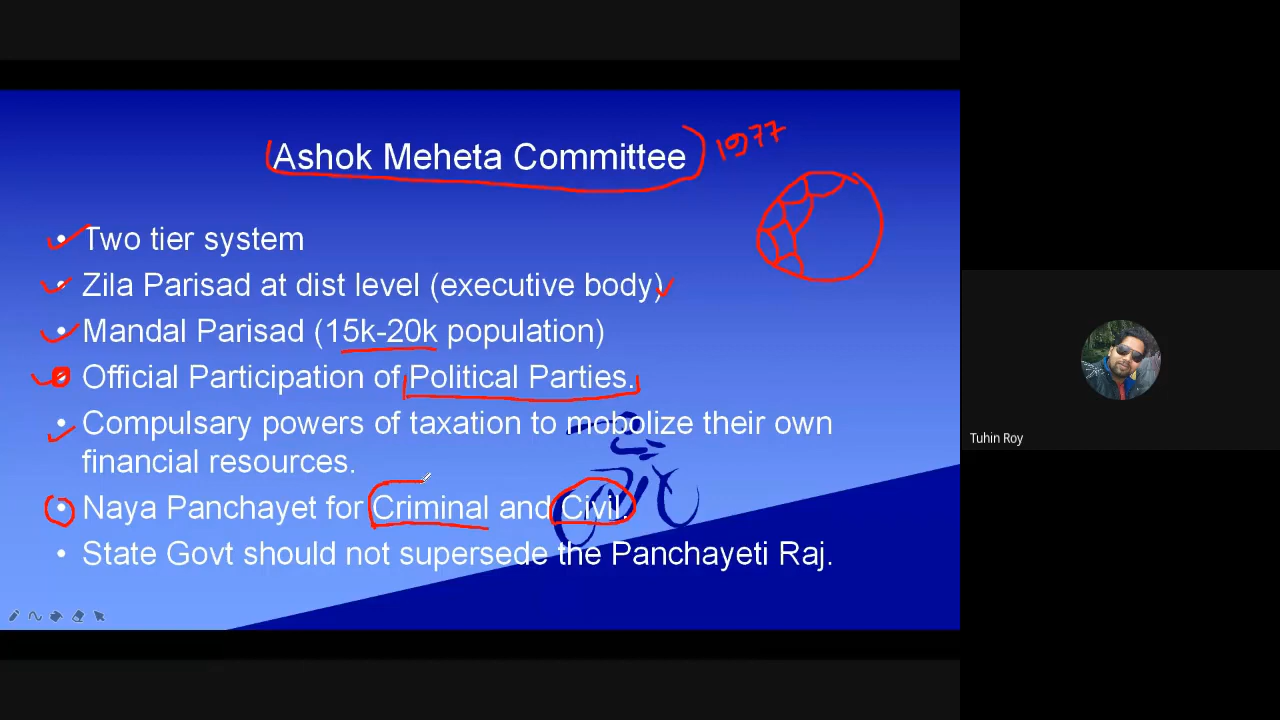 Ashok Meheta Committee 1977
• Two tier system
• Zila Parisad at dist level (executive body)
• Mandal Parisad (15k-20k population)
• Official Participation of Political Parties.
• Compulsary powers of taxation to mobolize their own
financial resources.
• Naya Panchayet for Criminal and Civil.
• State Govt should not supersede the Panchayeti Raj.
Tuhin Roy